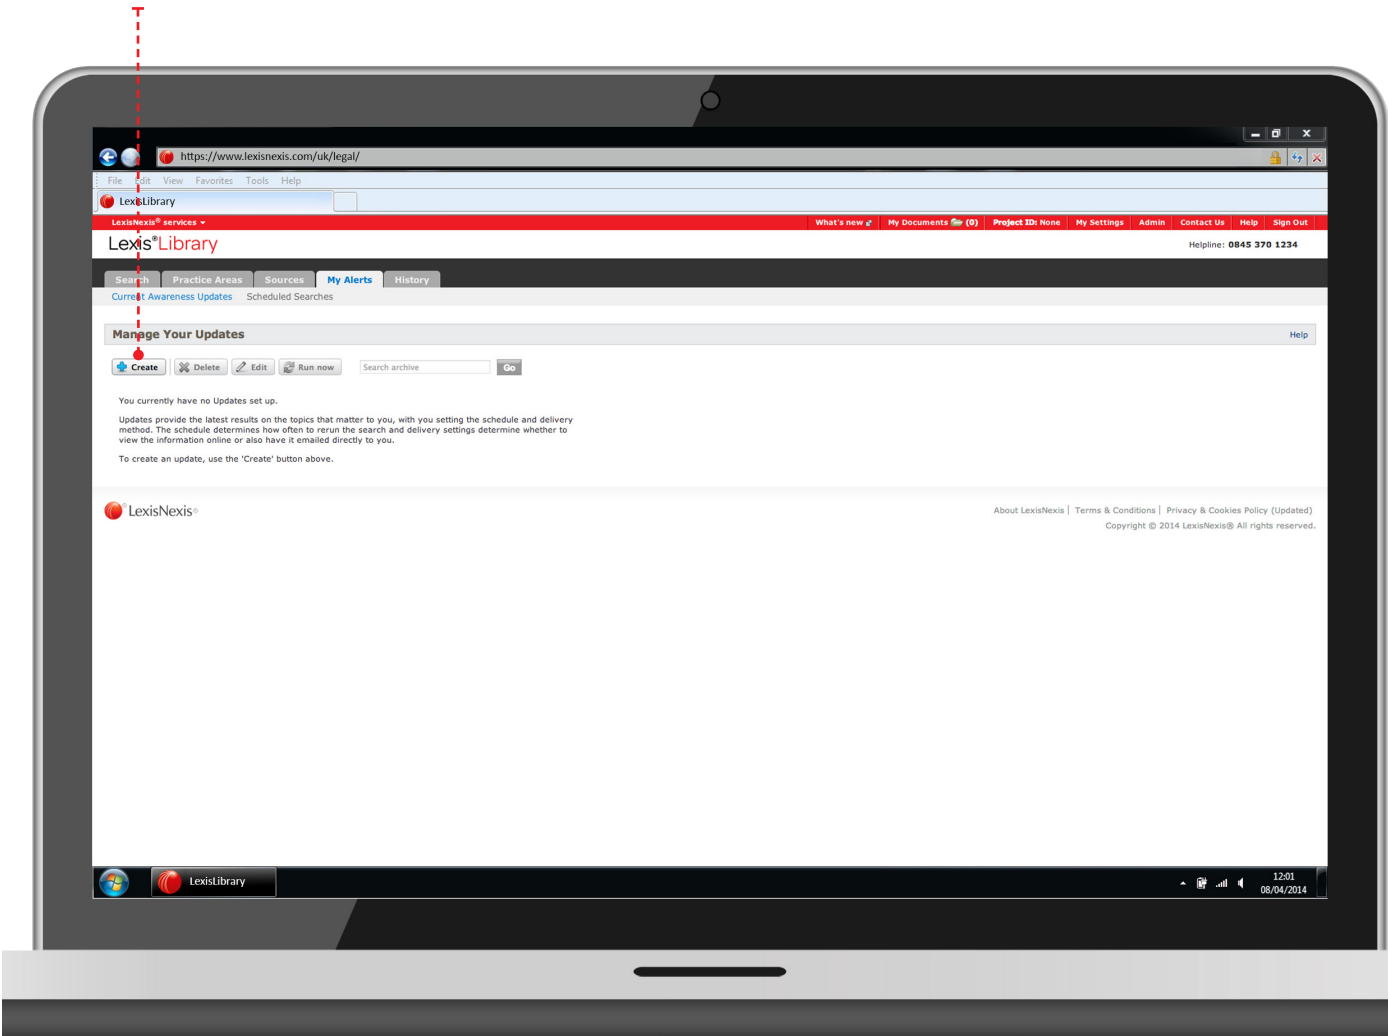 https://www.lexisnexis.com/uk/legal/
File Edit View Favorites Tools Help
LexisLibrary
LexisNexis® services What's new My Documents (0) Project ID: None My Settings Admin Contact Us Help Sign Out
Lexis®Library Helpline: 0845 370 1234
Search Practice Areas Sources My Alerts History
Current Awareness Updates Scheduled Searches
Manage Your Updates Help
Create Delete Edit Run now Search archive Go
You currently have no Updates set up.
Updates provide the latest results on the topics that matter to you, with you setting the schedule and delivery
method. The schedule determines how often to rerun the search and delivery settings determine whether to
view the information online or also have it emailed directly to you.
To create an update, use the 'Create' button above.
LexisNexis® About LexisNexis | Terms & Conditions | Privacy & Cookies Policy (Updated)
Copyright © 2014 LexisNexis® All rights reserved.
LexisLibrary 12:01
08/04/2014